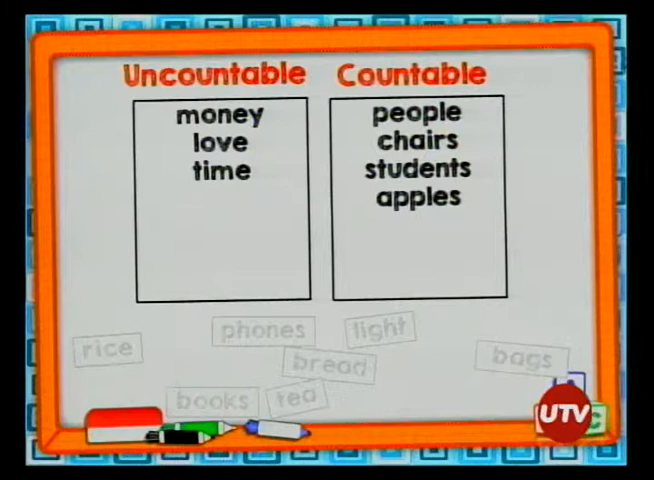 Uncountable Countable
money people
love chairs
time students
apples
phones light
rice
bread bags
books tea
UTV
C